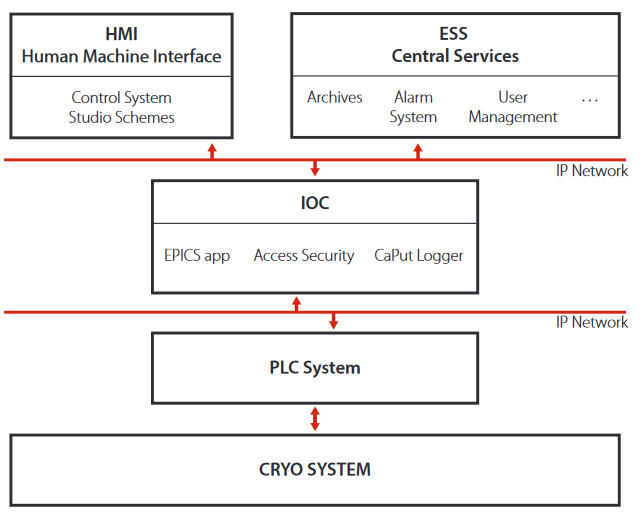 HMI
Human Machine Interface
Control System
Studio Schemes
ESS
Central Services
Archives
Alarm
System
User
Management
...
IP Network
IOC
EPICS app
Access Security
CaPut Logger
IP Network
PLC System
CRYO SYSTEM